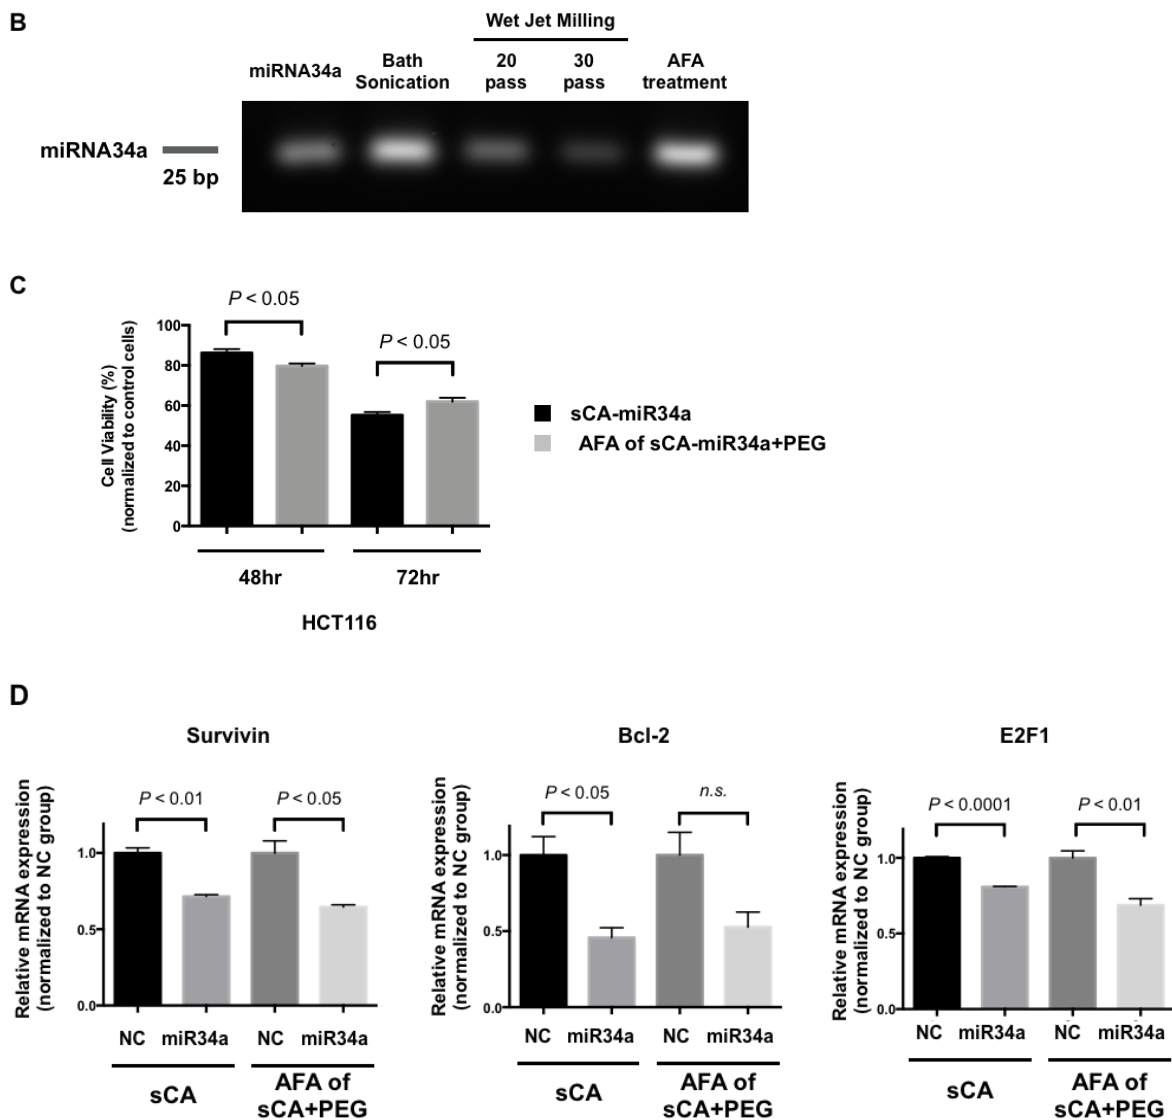 B
Wet Jet Milling
miRNA34a
Bath
Sonication
20
pass
30
pass
AFA
treatment
miRNA34a
25 bp
C
P < 0.05
P < 0.05
Cell Viability (%)
(normalized to control cells)
100
80
60
40
20
0
sCA-miR34a
AFA of sCA-miR34a+PEG
48hr
72hr
HCT116
D
Survivin
P < 0.01
P < 0.05
Relative mRNA expression
(normalized to NC group)
1.0
0.5
0.0
NC
miR34a
NC
miR34a
sCA
AFA of
sCA+PEG
Bcl-2
P < 0.05
n.s.
Relative mRNA expression
(normalized to NC group)
1.0
0.5
0.0
NC
miR34a
NC
miR34a
sCA
AFA of
sCA+PEG
E2F1
P < 0.0001
P < 0.01
Relative mRNA expression
(normalized to NC group)
1.0
0.5
0.0
NC
miR34a
NC
miR34a
sCA
AFA of
sCA+PEG